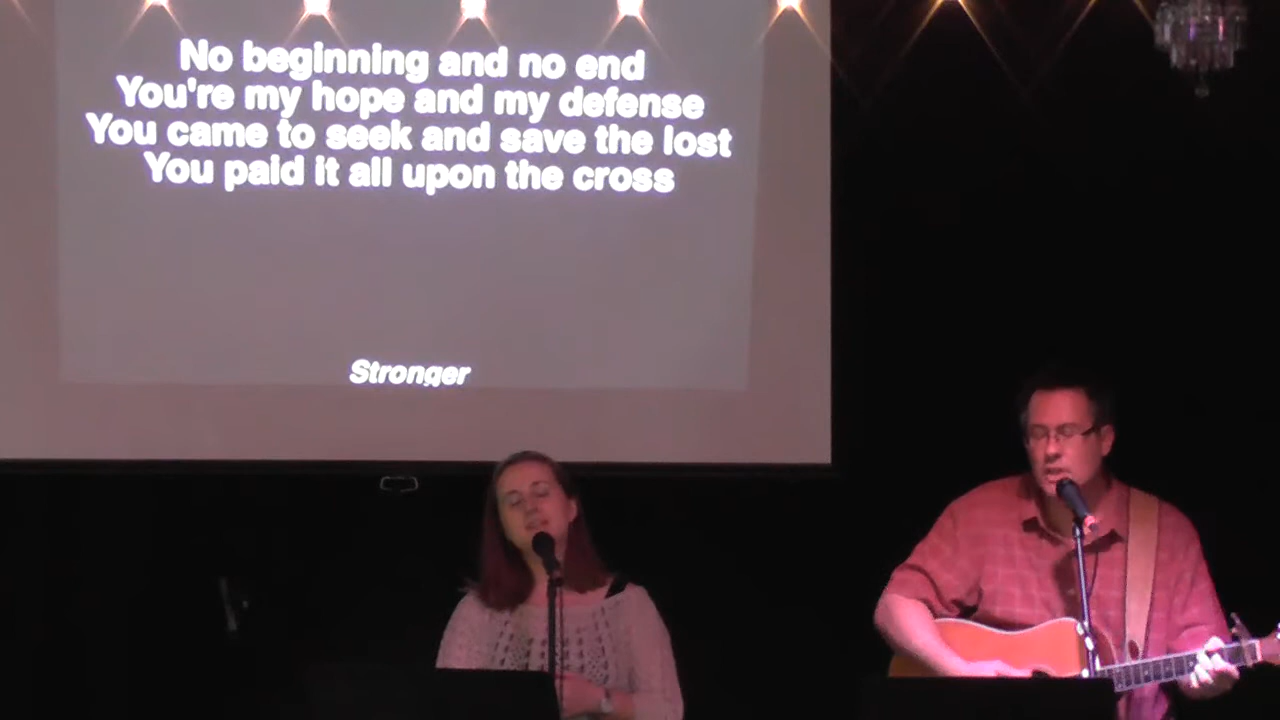 No beginning and no end
You're my hope and my defense
You came to seek and save the lost
You paid it all upon the cross
Stronger